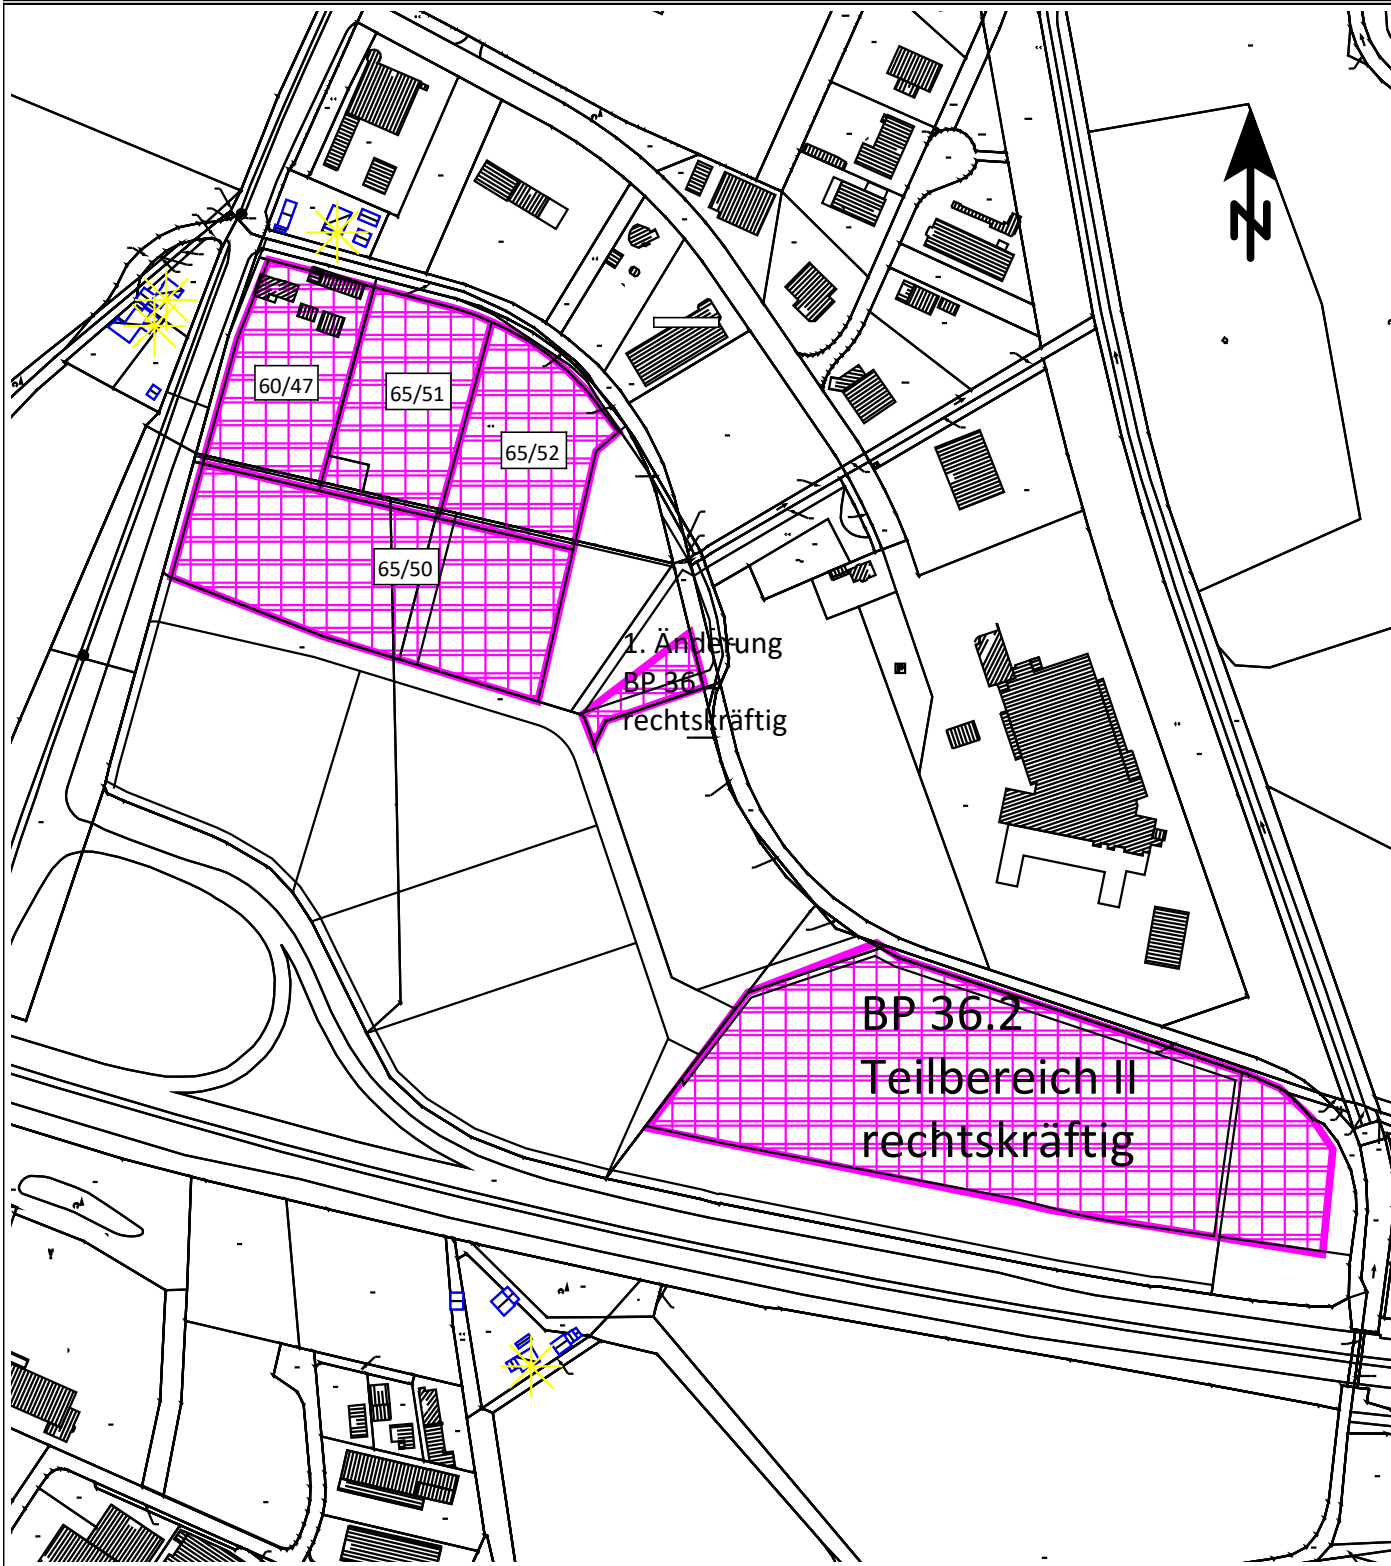 N
60/47
65/51
65/52
65/50
1. Änderung
BP 36
rechtskräftig
BP 36.2
Teilbereich II
rechtskräftig